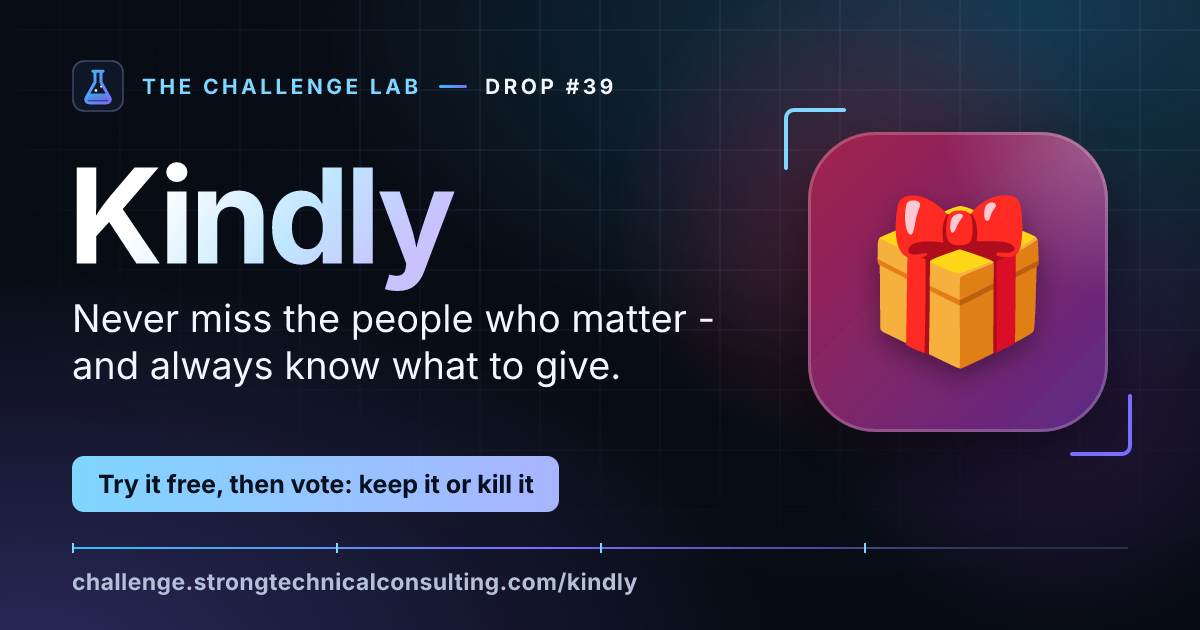 THE CHALLENGE LAB — DROP #39
Kindly
Never miss the people who matter -
and always know what to give.
Try it free, then vote: keep it or kill it
challenge.strongtechnicalconsulting.com/kindly